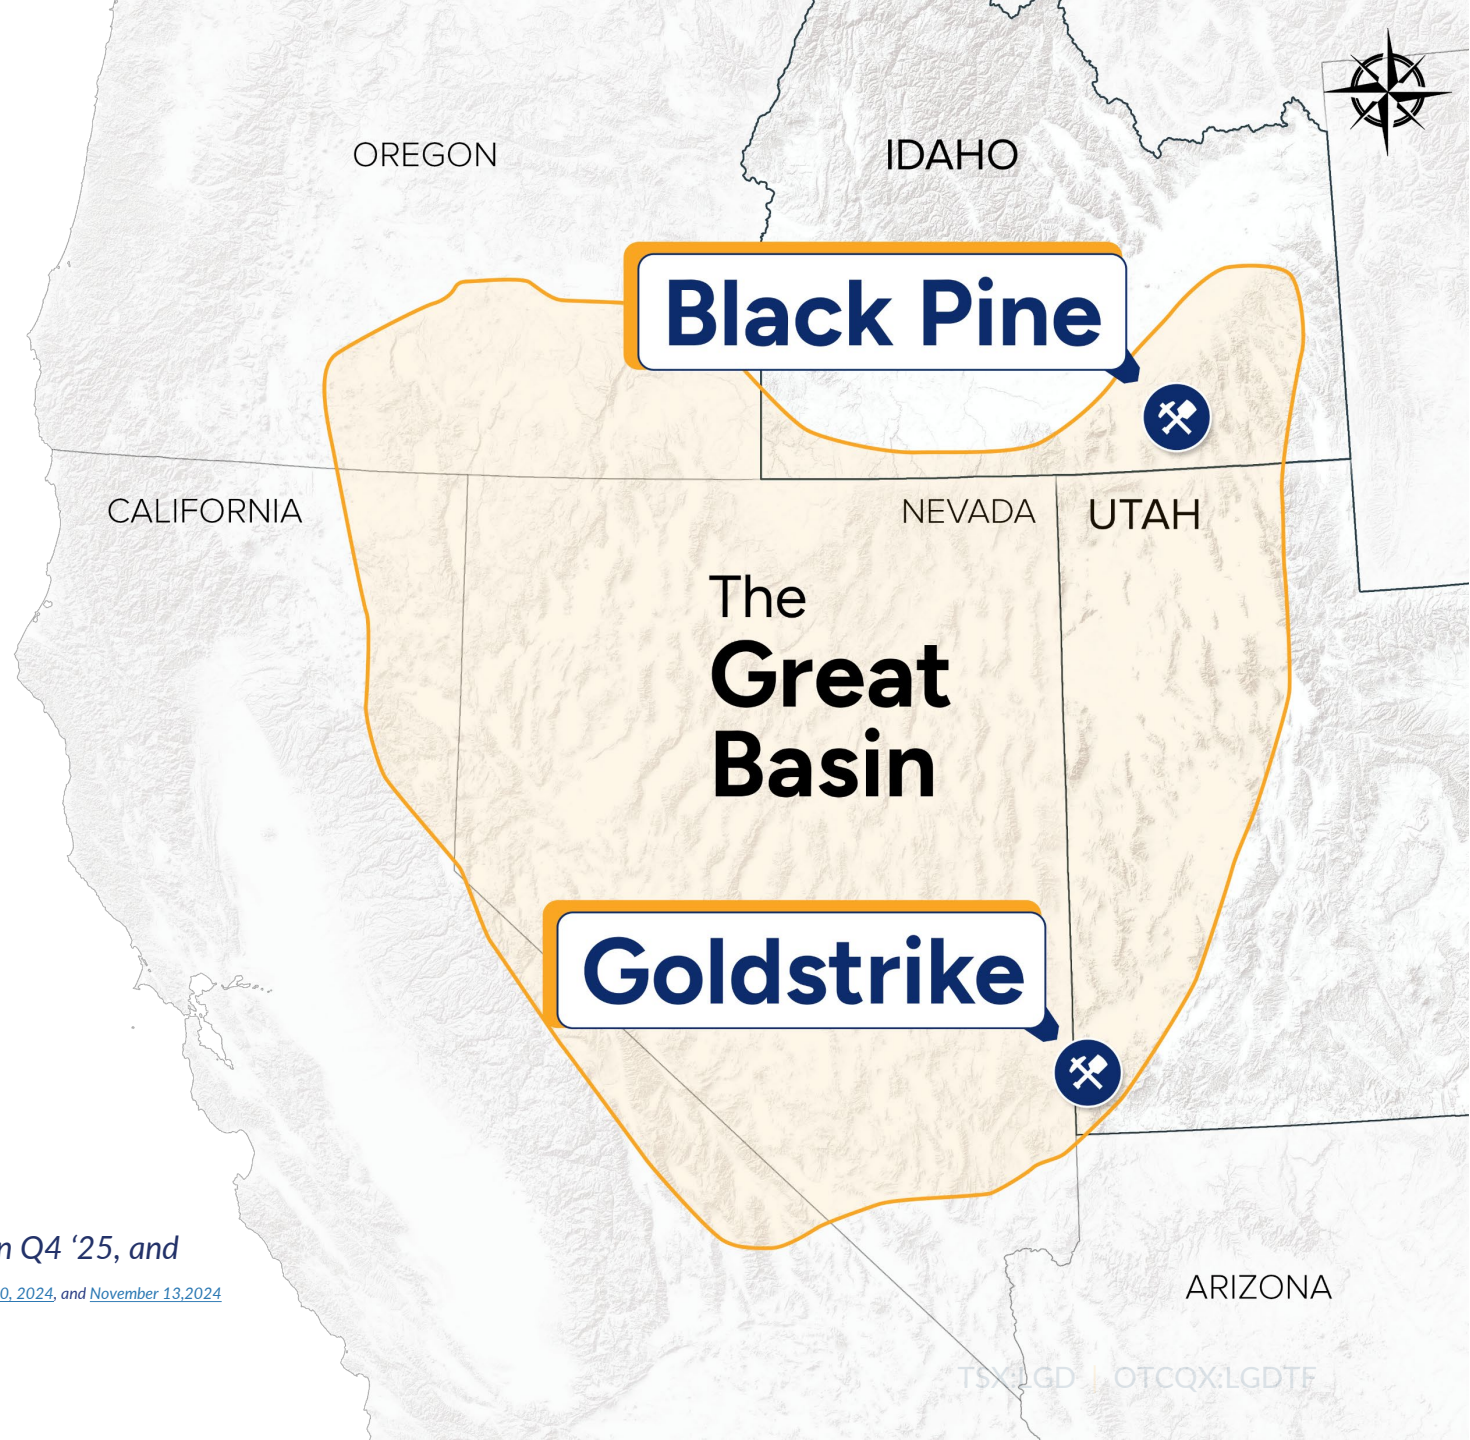 OREGON
IDAHO
Black Pine
CALIFORNIA
NEVADA
UTAH
The
Great
Basin
Goldstrike
n Q4 ‘25, and
0, 2024, and November 13,2024
ARIZONA
TSX:LGD | OTCQX:LGDTF